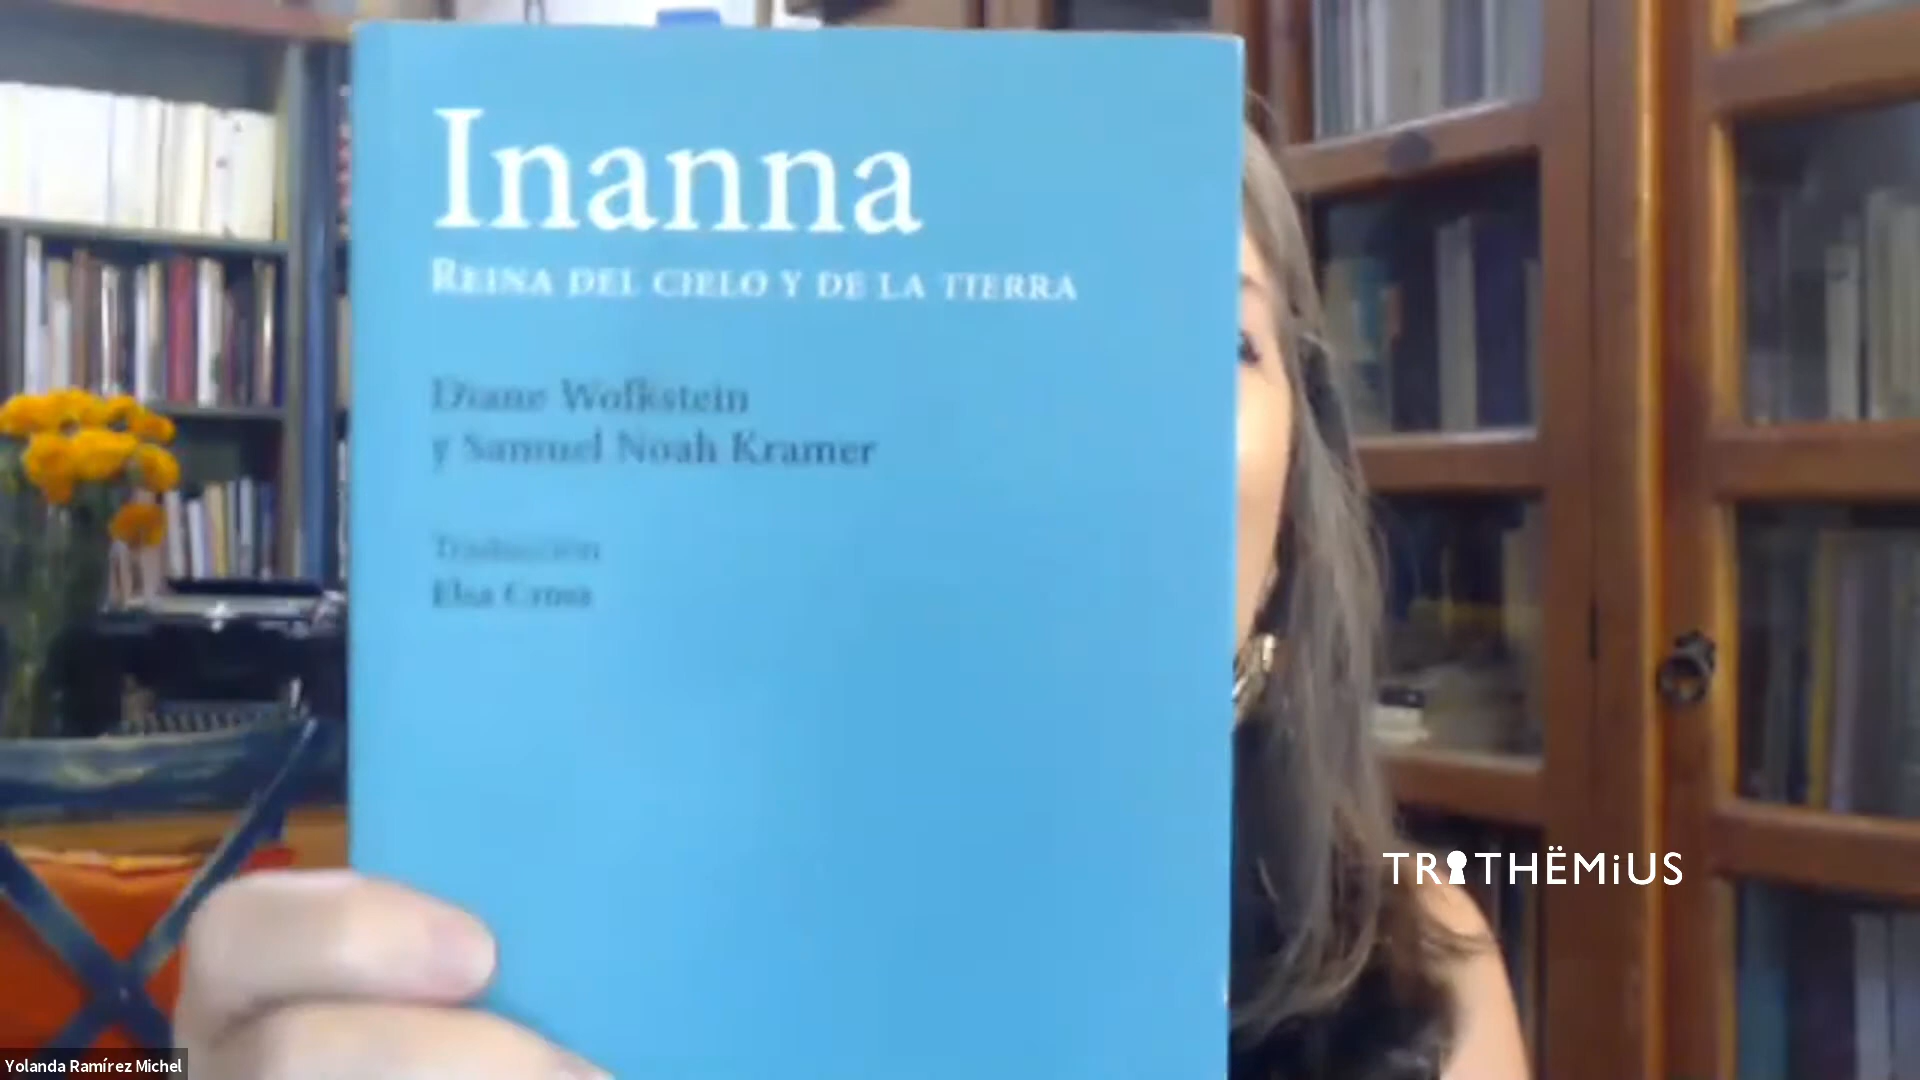 Inanna
REINA DEL CIELO Y DE LA TIERRA
Diane Wolkstein
y Samuel Noah Kramer
Traducción
Elsa Cross
TRiTHËMiUS
Yolanda Ramírez Michel